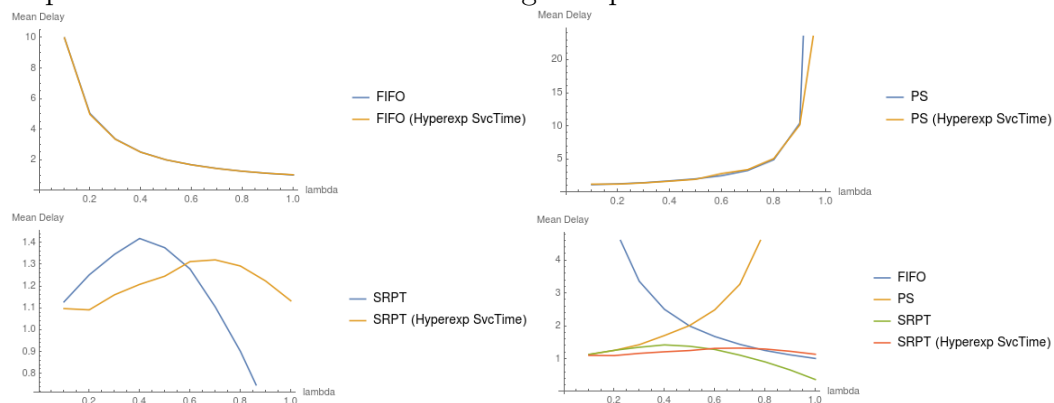 Mean Delay
10
8
6
4
2
0.2 0.4 0.6 0.8 1.0
lambda
FIFO
FIFO (Hyperexp SvcTime)
Mean Delay
20
15
10
5
0.2 0.4 0.6 0.8 1.0
lambda
PS
PS (Hyperexp SvcTime)
Mean Delay
1.4
1.3
1.2
1.1
1.0
0.9
0.8
0.2 0.4 0.6 0.8 1.0
lambda
SRPT
SRPT (Hyperexp SvcTime)
Mean Delay
4
3
2
1
0.2 0.4 0.6 0.8 1.0
lambda
FIFO
PS
SRPT
SRPT (Hyperexp SvcTime)